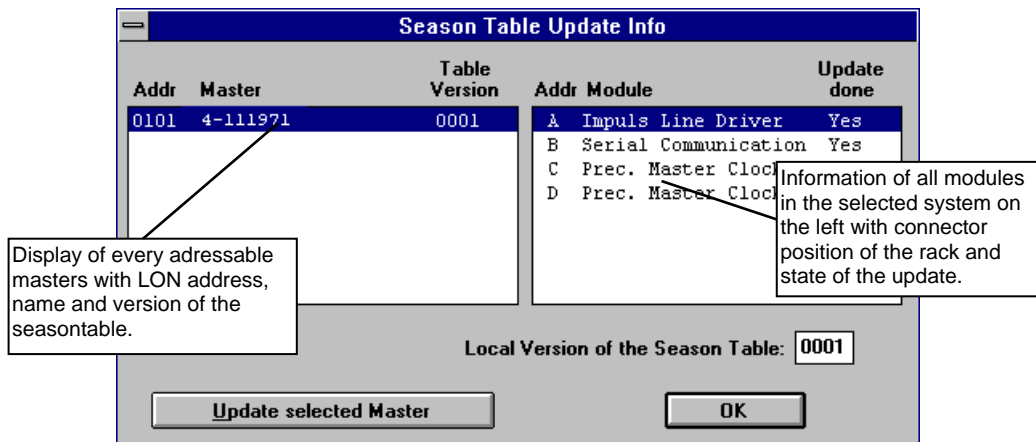 Season Table Update Info
Addr Master Table Version
Addr Module Update done
0101 4-111971 0001
A Impuls Line Driver Yes
B Serial Communication Yes
C Prec. Master Cloc
D Prec. Master Cloc
Display of every adressable
masters with LON address,
name and version of the
seasontable.
Information of all modules
in the selected system on
the left with connector
position of the rack and
state of the update.
Local Version of the Season Table: 0001
Update selected Master
OK